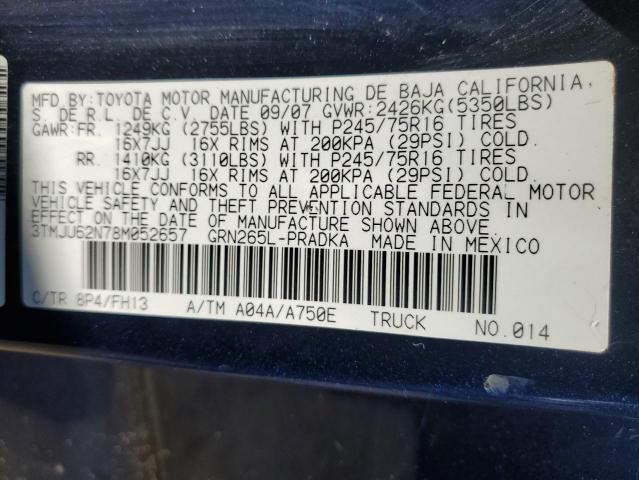 MFD BY:TOYOTA MOTOR MANUFACTURING DE BAJA CALIFORNIA,
S. DE R.L. DE C.V. DATE 09/07 GVWR:2426KG(5350LBS)
GAWR:FR. 1249KG (2755LBS) WITH P245/75R16 TIRES
16X7JJ 16X RIMS AT 200KPA (29PSI) COLD.
RR. 1410KG (3110LBS) WITH P245/75R16 TIRES
16X7JJ 16X RIMS AT 200KPA (29PSI) COLD.
THIS VEHICLE CONFORMS TO ALL APPLICABLE FEDERAL MOTOR
VEHICLE SAFETY AND THEFT PREVENTION STANDARDS IN
EFFECT ON THE DATE OF MANUFACTURE SHOWN ABOVE.
3TMJU62N78M052657 GRN265L-PRADKA MADE IN MEXICO
C/TR 8P4/FH13 A/TM A04A/A750E TRUCK NO.014